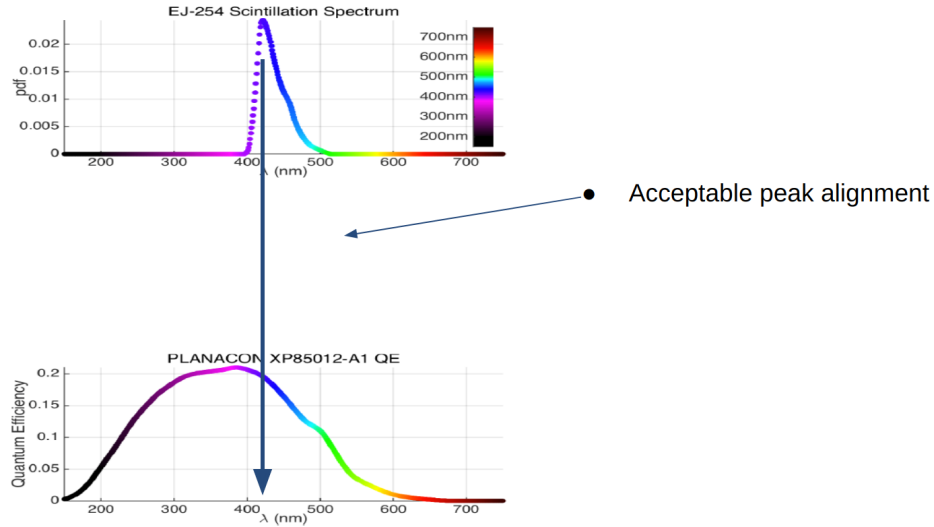 EJ-254 Scintillation Spectrum
0.02
0.015
0.01
0.005
0
pdf
700nm
600nm
500nm
400nm
300nm
200nm
200 300 400 500 600 700
λ (nm)
● Acceptable peak alignment
PLANACON XP85012-A1 QE
0.2
0.15
0.1
0.05
0
Quantum Efficiency
200 300 400 500 600 700
λ (nm)